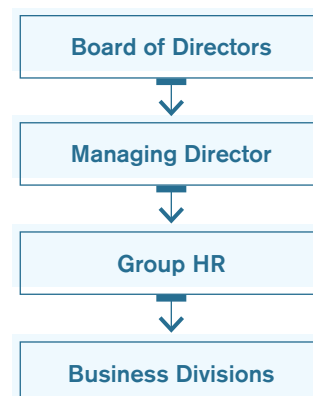 Board of Directors
Managing Director
Group HR
Business Divisions